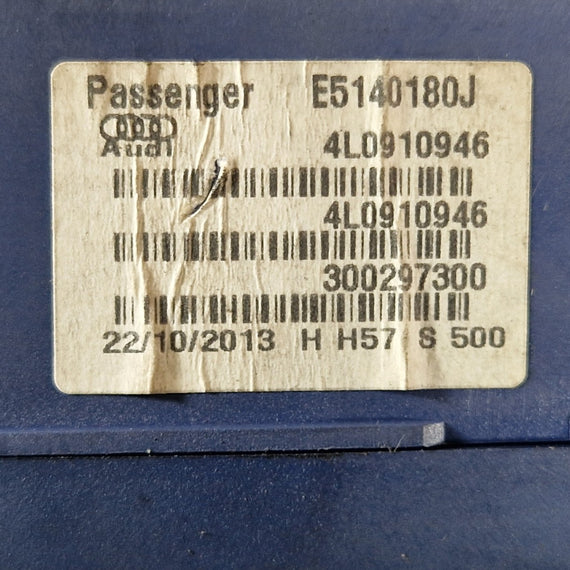 Passenger E5140180J
Audi 4L0910946
4L0910946
300297300
22/10/2013 H H57 S 500